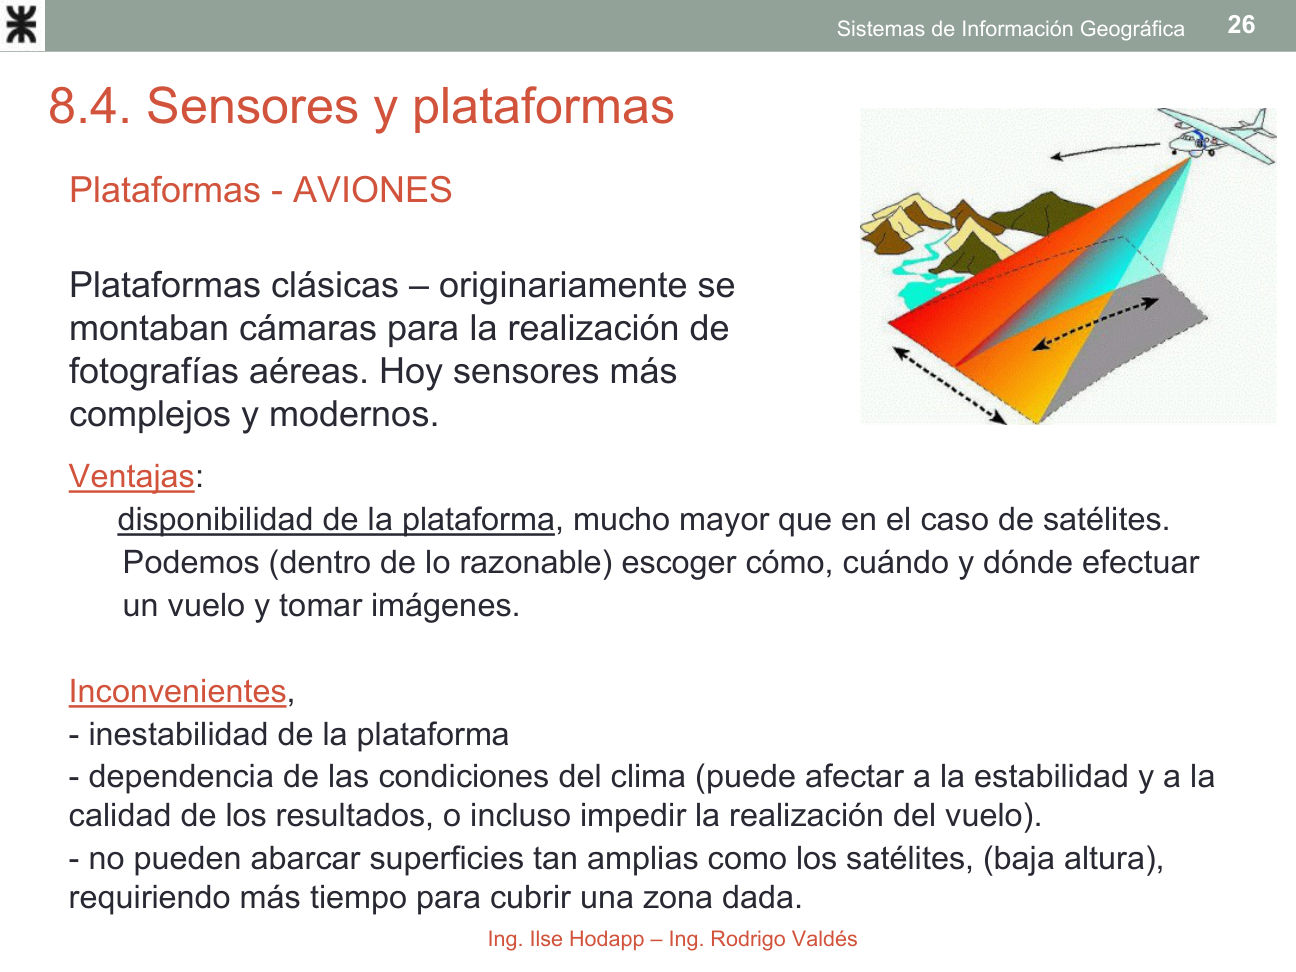 Sistemas de Información Geográfica
26
8.4. Sensores y plataformas
Plataformas - AVIONES
Plataformas clásicas – originariamente se
montaban cámaras para la realización de
fotografías aéreas. Hoy sensores más
complejos y modernos.
Ventajas:
disponibilidad de la plataforma, mucho mayor que en el caso de satélites.
Podemos (dentro de lo razonable) escoger cómo, cuándo y dónde efectuar
un vuelo y tomar imágenes.
Inconvenientes,
- inestabilidad de la plataforma
- dependencia de las condiciones del clima (puede afectar a la estabilidad y a la
calidad de los resultados, o incluso impedir la realización del vuelo).
- no pueden abarcar superficies tan amplias como los satélites, (baja altura),
requiriendo más tiempo para cubrir una zona dada.
Ing. Ilse Hodapp – Ing. Rodrigo Valdés